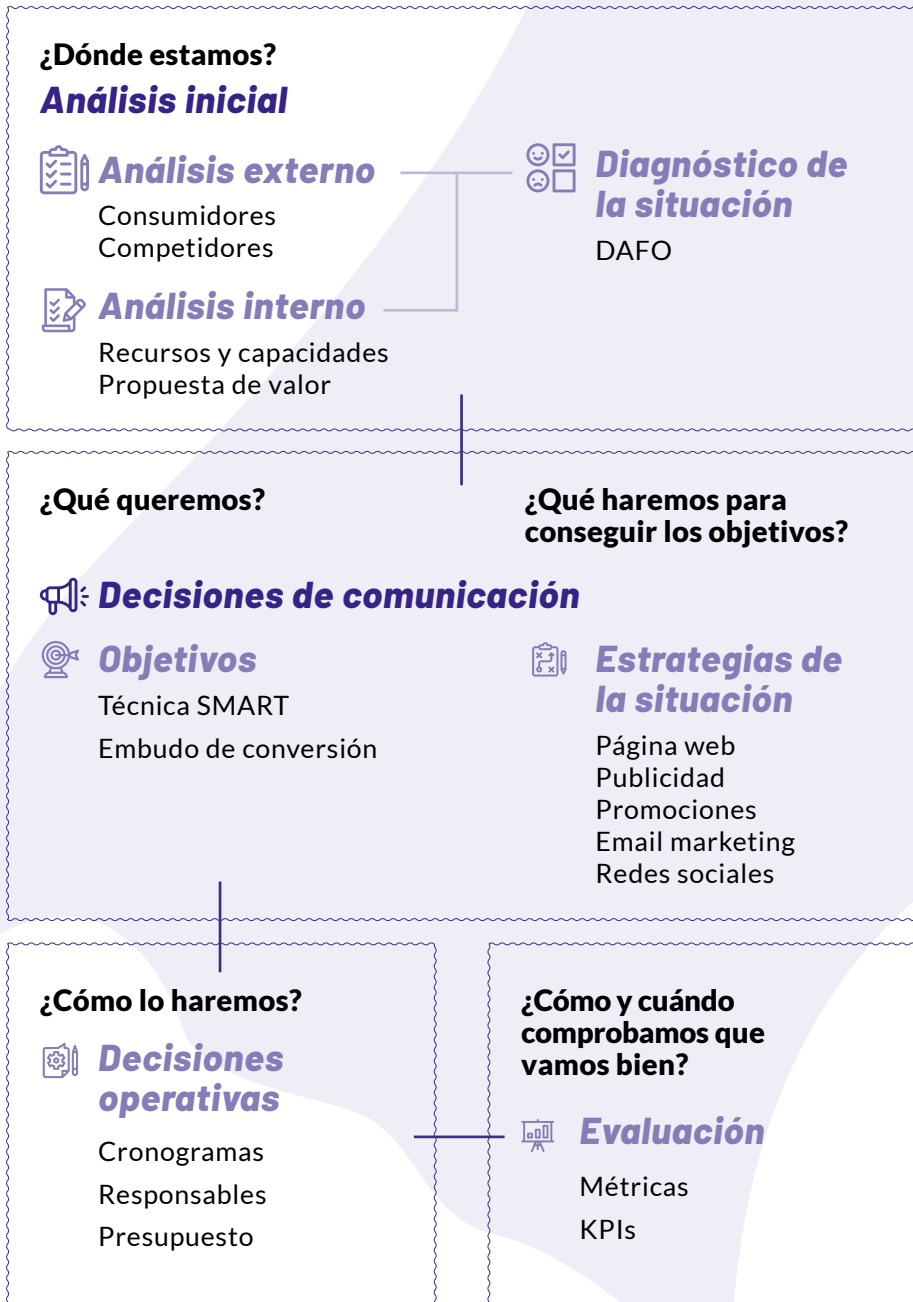 ¿Dónde estamos?
Análisis inicial
Análisis externo
Consumidores
Competidores
Análisis interno
Recursos y capacidades
Propuesta de valor
Diagnóstico de
la situación
DAFO
¿Qué queremos?
¿Qué haremos para
conseguir los objetivos?
Decisiones de comunicación
Objetivos
Técnica SMART
Embudo de conversión
Estrategias de
la situación
Página web
Publicidad
Promociones
Email marketing
Redes sociales
¿Cómo lo haremos?
Decisiones
operativas
Cronogramas
Responsables
Presupuesto
¿Cómo y cuándo
comprobamos que
vamos bien?
Evaluación
Métricas
KPIs